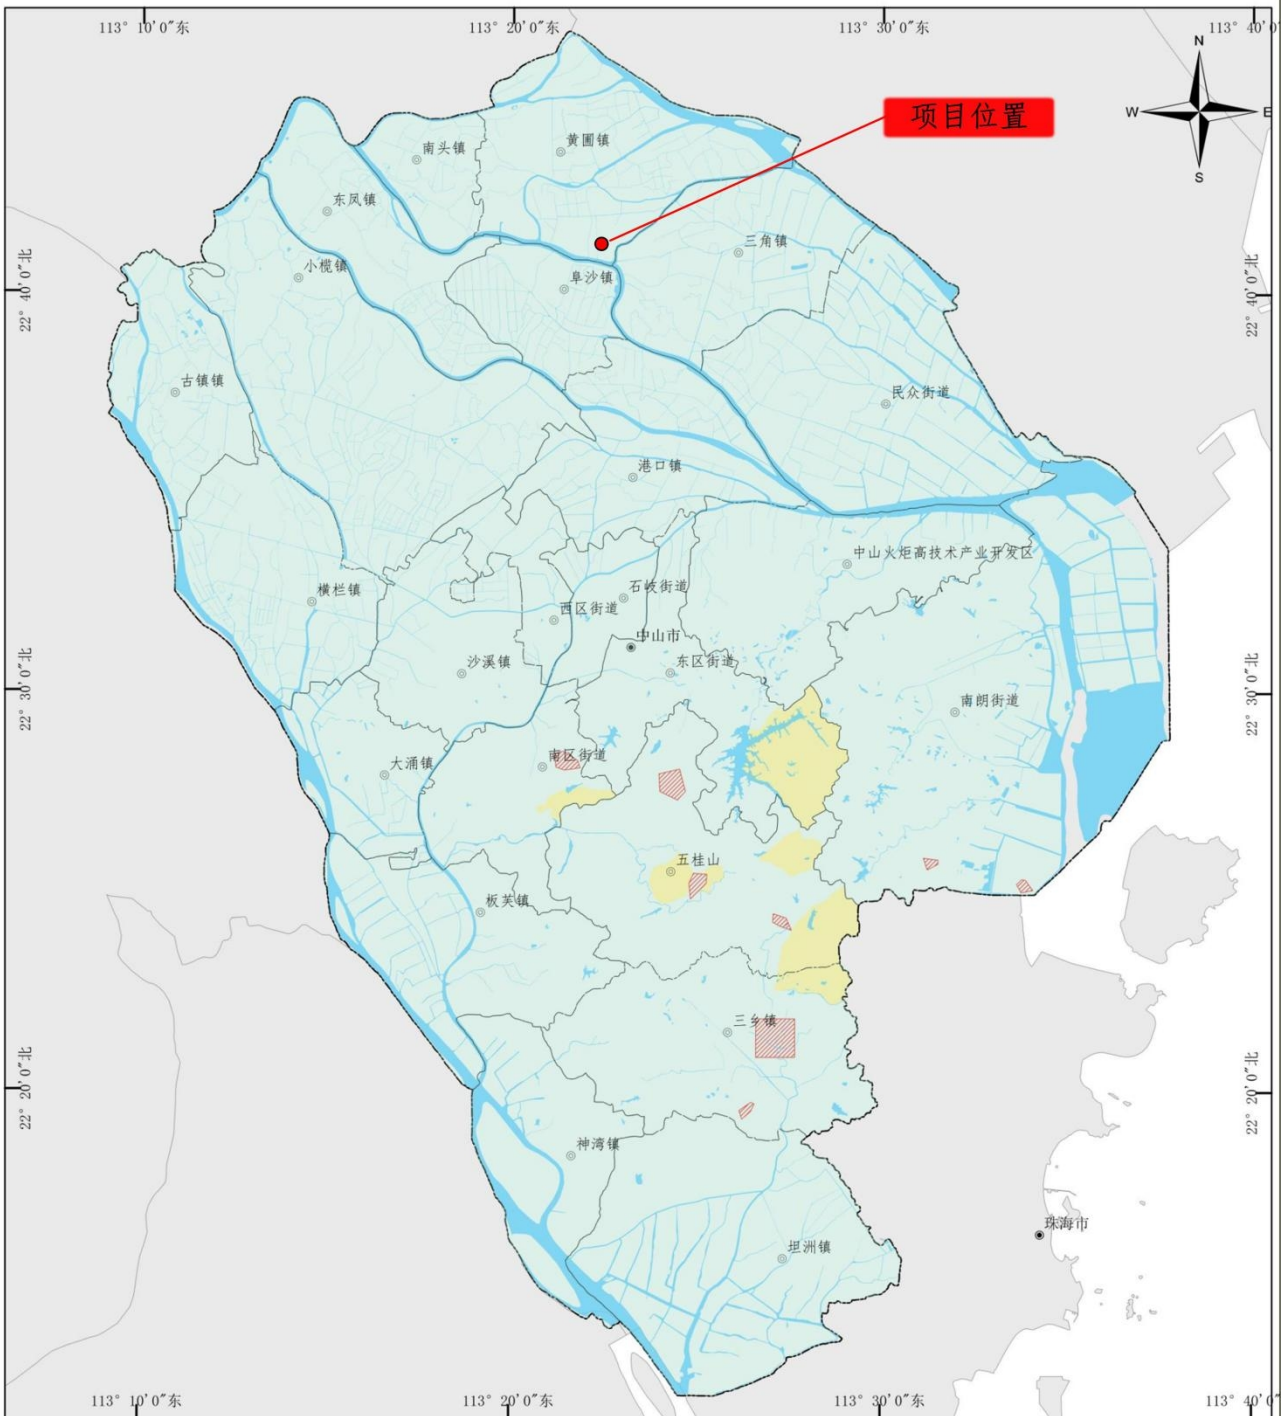 113° 10'0"东
113° 20'0"东
113° 30'0"东
113° 40'0
N
W
E
S
项目位置
黄圃镇
南头镇
东凤镇
三角镇
小榄镇
阜沙镇
22° 40'0"北
22° 40'0"北
古镇镇
民众街道
港口镇
中山火炬高技术产业开发区
横栏镇
石岐街道
西区街道
中山市
沙溪镇
东区街道
22° 30'0"北
22° 30'0"北
南朗街道
大涌镇
南区街道
五桂山
板芙镇
三乡镇
22° 20'0"北
22° 20'0"北
神湾镇
珠海市
坦洲镇
113° 10'0"东
113° 20'0"东
113° 30'0"东
113° 40'0